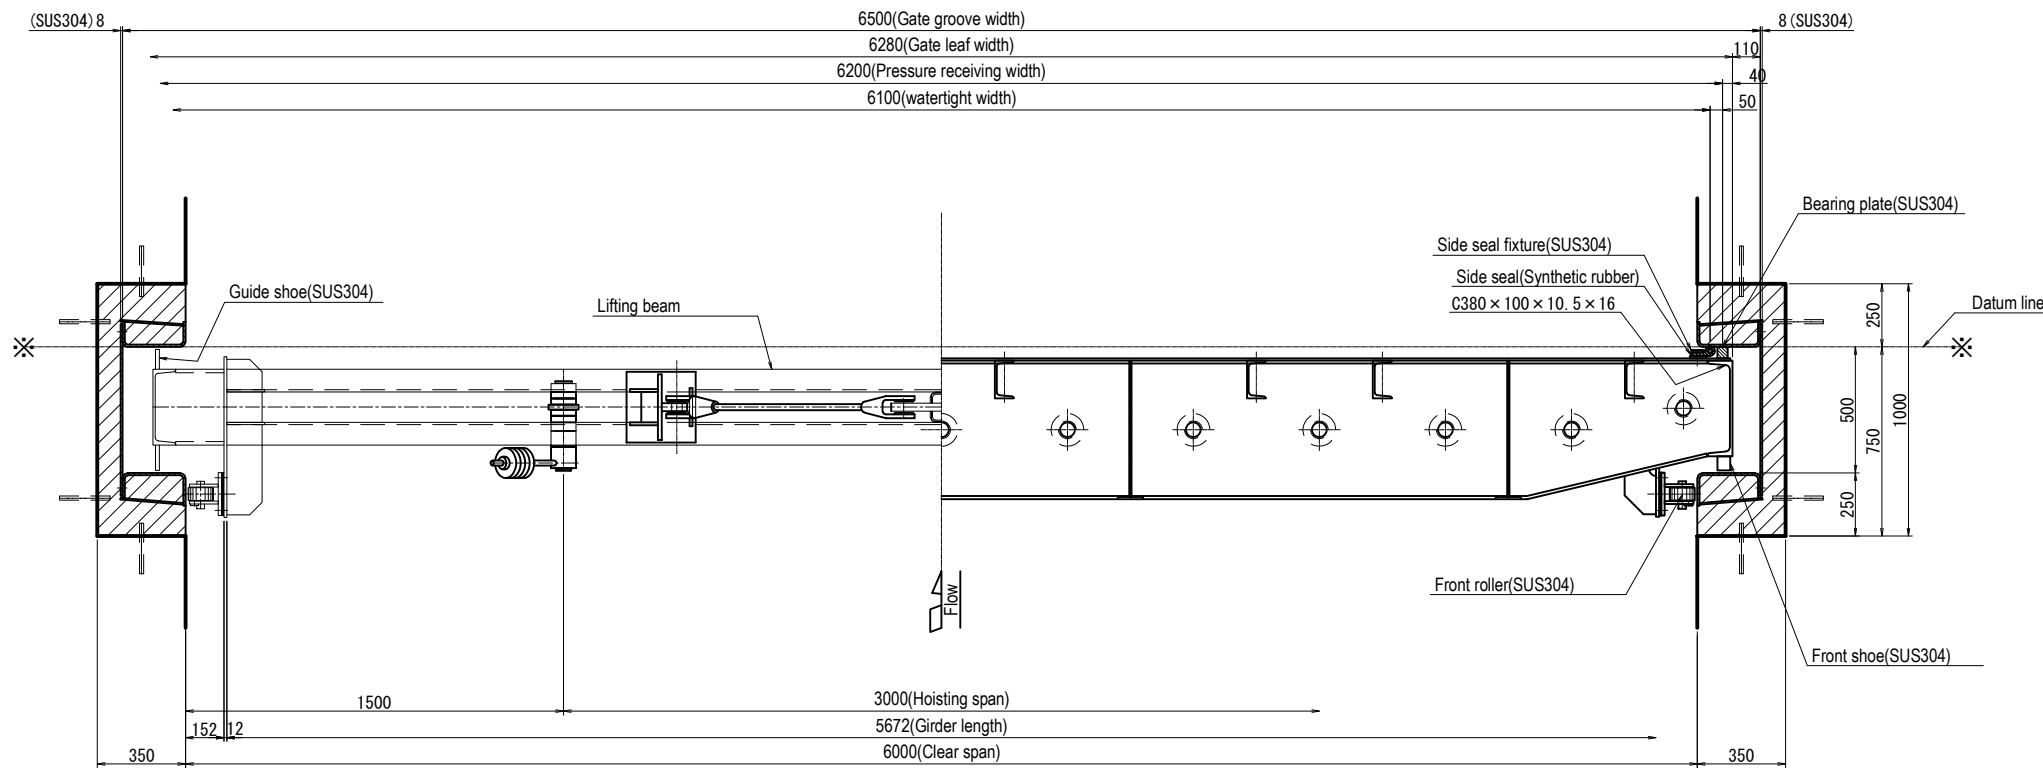 (SUS304) 8
6500(Gate groove width)
8 (SUS304)
6280(Gate leaf width)
110
6200(Pressure receiving width)
40
6100(watertight width)
50
Bearing plate(SUS304)
Side seal fixture(SUS304)
Side seal(Synthetic rubber)
C380×100×10.5×16
Guide shoe(SUS304)
Lifting beam
Datum line
※
※
250
500
750
1000
250
Flow
Front roller(SUS304)
Front shoe(SUS304)
1500
3000(Hoisting span)
152
12
5672(Girder length)
350
6000(Clear span)
350